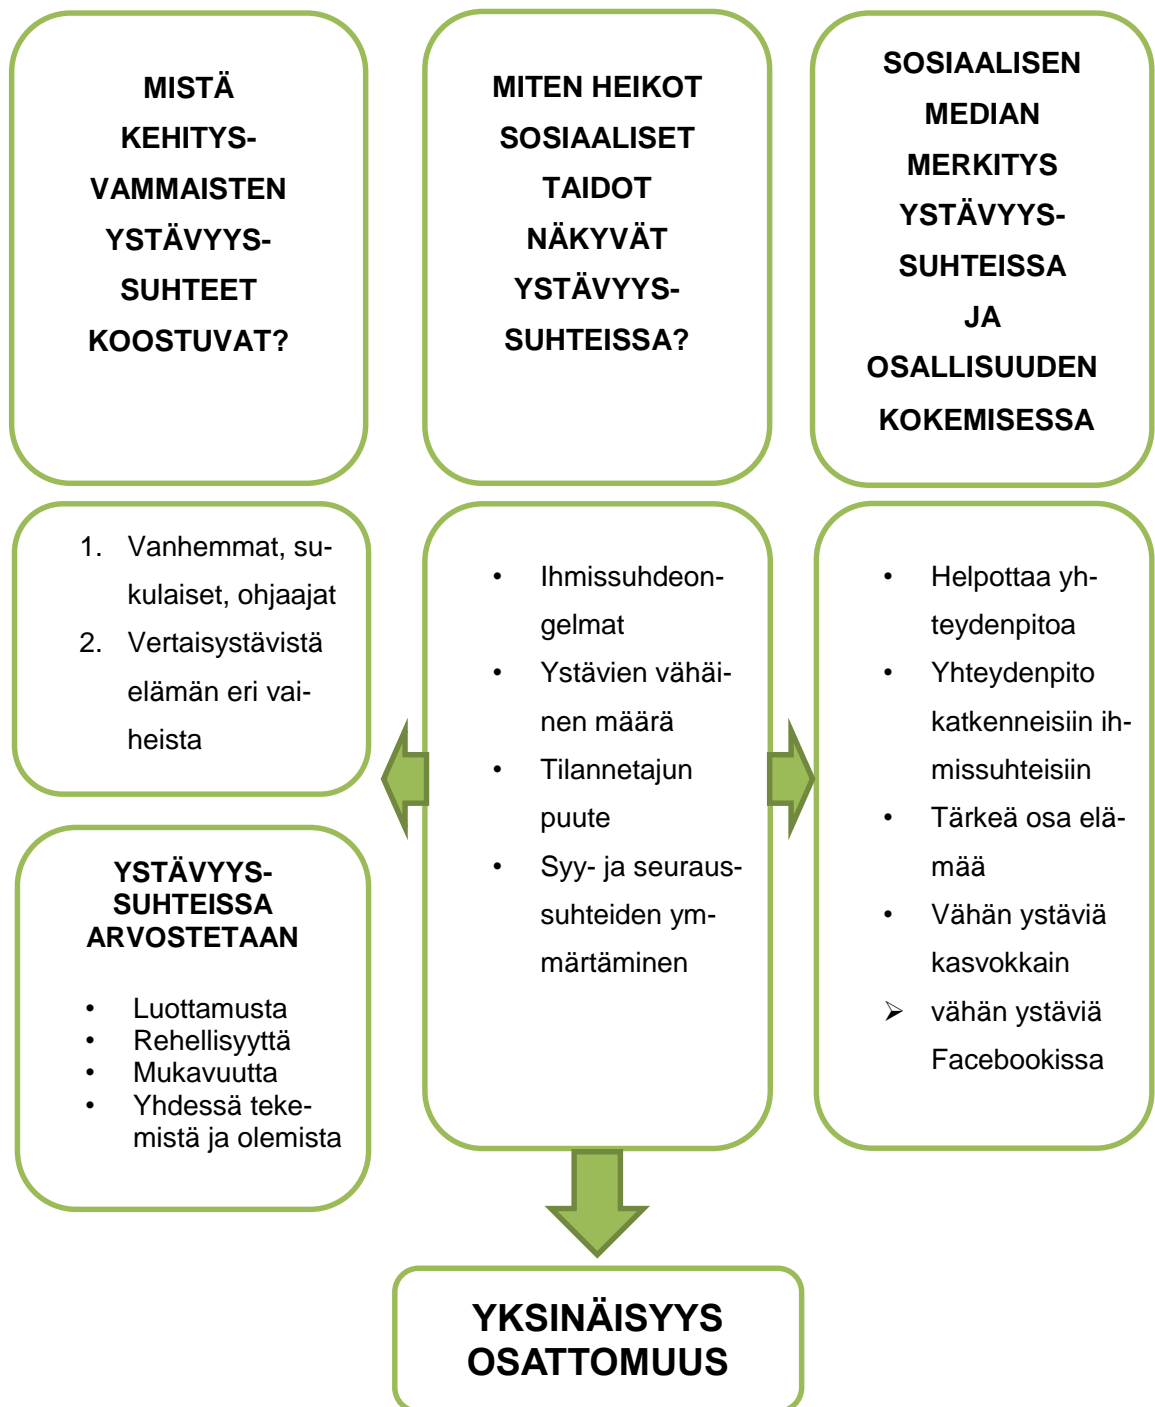 MISTÄ
KEHITYS-
VAMMAISTEN
YSTÄVYYS-
SUHTEET
KOOSTUVAT?
MITEN HEIKOT
SOSIAALISET
TAIDOT
NÄKYVÄT
YSTÄVYYS-
SUHTEISSA?
SOSIAALISEN
MEDIAN
MERKITYS
YSTÄVYYS-
SUHTEISSA
JA
OSALLISUUDEN
KOKEMISESSA
1. Vanhemmat, su-
kulaiset, ohjaajat
2. Vertaisystävistä
elämän eri vai-
heista
YSTÄVYYS-
SUHTEISSA
ARVOSTETAAN
• Luottamusta
• Rehellisyyttä
• Mukavuutta
• Yhdessä teke-
mistä ja olemista
• Ihmissuhdeon-
gelmat
• Ystävien vähäi-
nen määrä
• Tilannetajun
puute
• Syy- ja seuraus-
suhteiden ym-
märtäminen
• Helpottaa yh-
teydenpitoa
• Yhteydenpito
katkenneisiin ih-
missuhteisiin
• Tärkeä osa elä-
mää
• Vähän ystäviä
kasvokkain
➢ vähän ystäviä
Facebookissa
YKSINÄISYYS
OSATTOMUUS